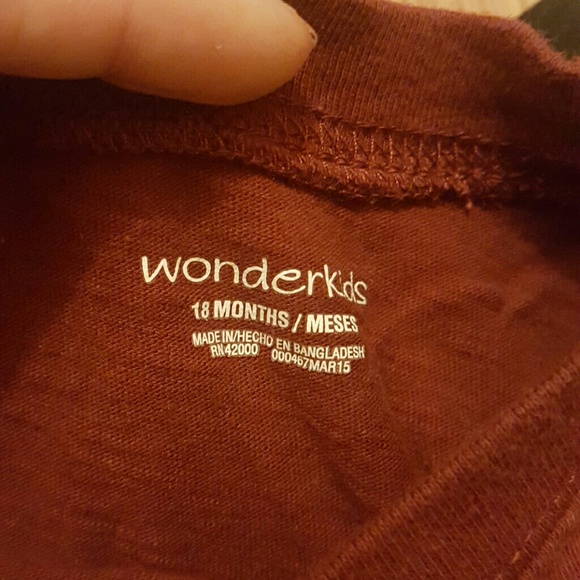 wonderkids
18 MONTHS / MESES
MADE IN/HECHO EN BANGLADESH
RN42000 000467MAR15